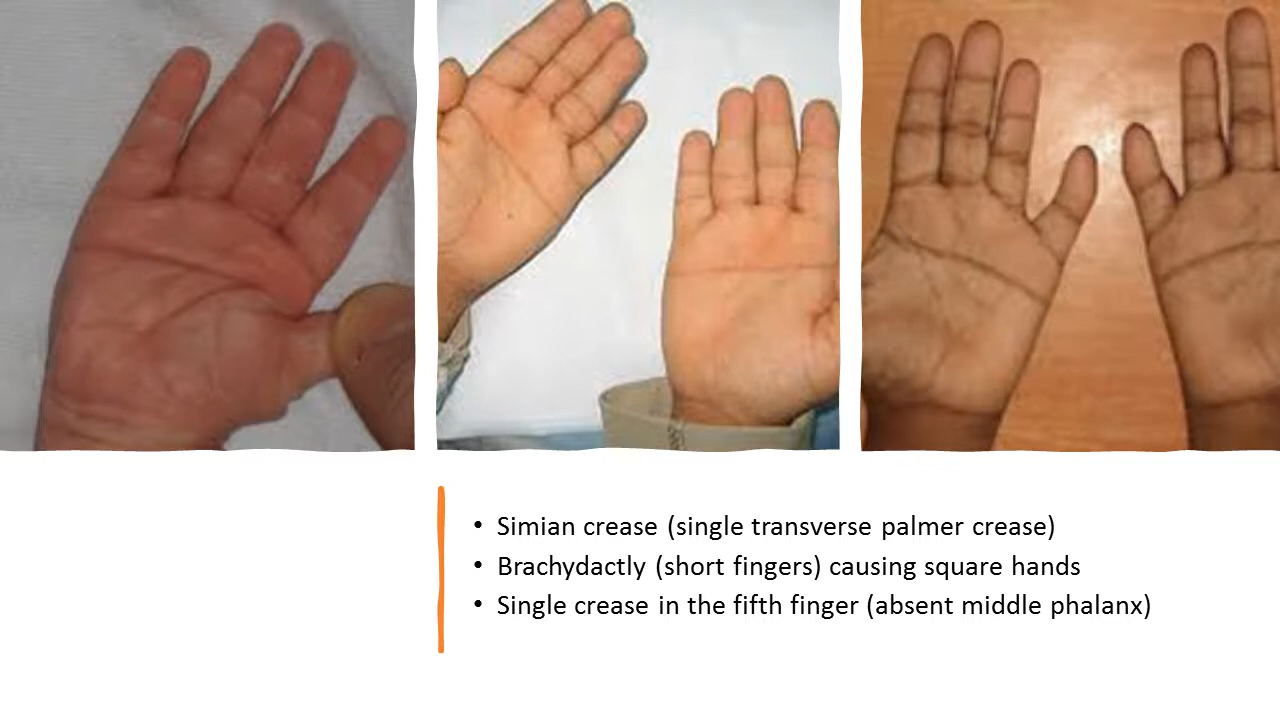 • Simian crease (single transverse palmer crease)
• Brachydactly (short fingers) causing square hands
• Single crease in the fifth finger (absent middle phalanx)